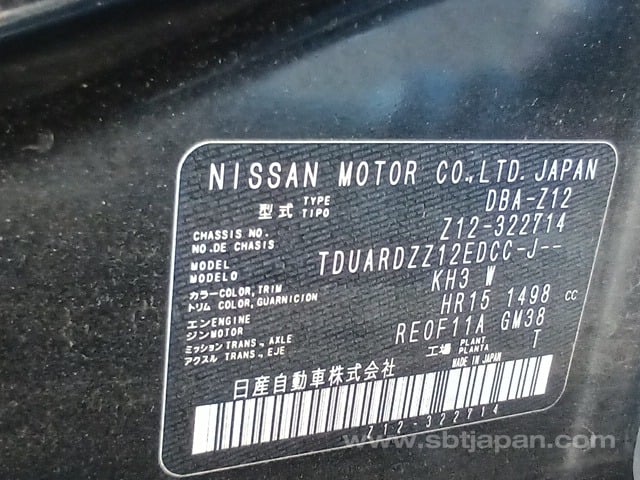 NISSAN MOTOR CO.,LTD. JAPAN
型式 TYPE TIPO DBA-Z12
CHASSIS NO. NO.DE CHASIS Z12-322714
MODEL MODELO TDUARDZZ12EDCC-J--
カラー COLOR, TRIM トリム COLOR, GUARNICION KH3 W
エンジン ENGINE MOTOR HR15 1498 cc
ミッション アクスル TRANS., AXLE TRANS., EJE RE0F11A GM38
工場 PLANT PLANTA T
日産自動車株式会社 MADE IN JAPAN
Z12-322714
www.sbtjapan.com